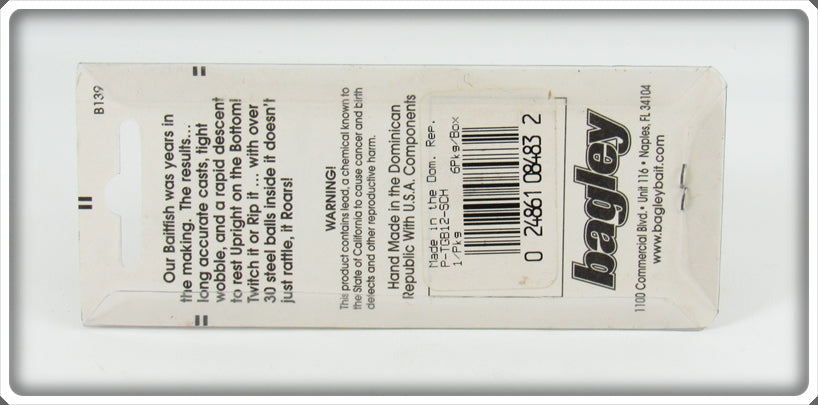 B139
Our Baitfish was years in
the making. The results...
long accurate casts, tight
wobble, and a rapid descent
to rest Upright on the Bottom!
Twitch it or Rip it ... with over
30 steel balls inside it doesn't
just rattle, it Roars!
WARNING!
This product contains lead, a chemical known to
the State of California to cause cancer and birth
defects and other reproductive harm.
Hand Made in the Dominican
Republic With U.S.A. Components
Made in the Dom. Rep.
P-TGB12-SCH
1/Pkg 6Pkg/Box
0 24861 08483 2
bagley
1100 Commercial Blvd. • Unit 116 • Naples, FL 34104
www.bagleybait.com